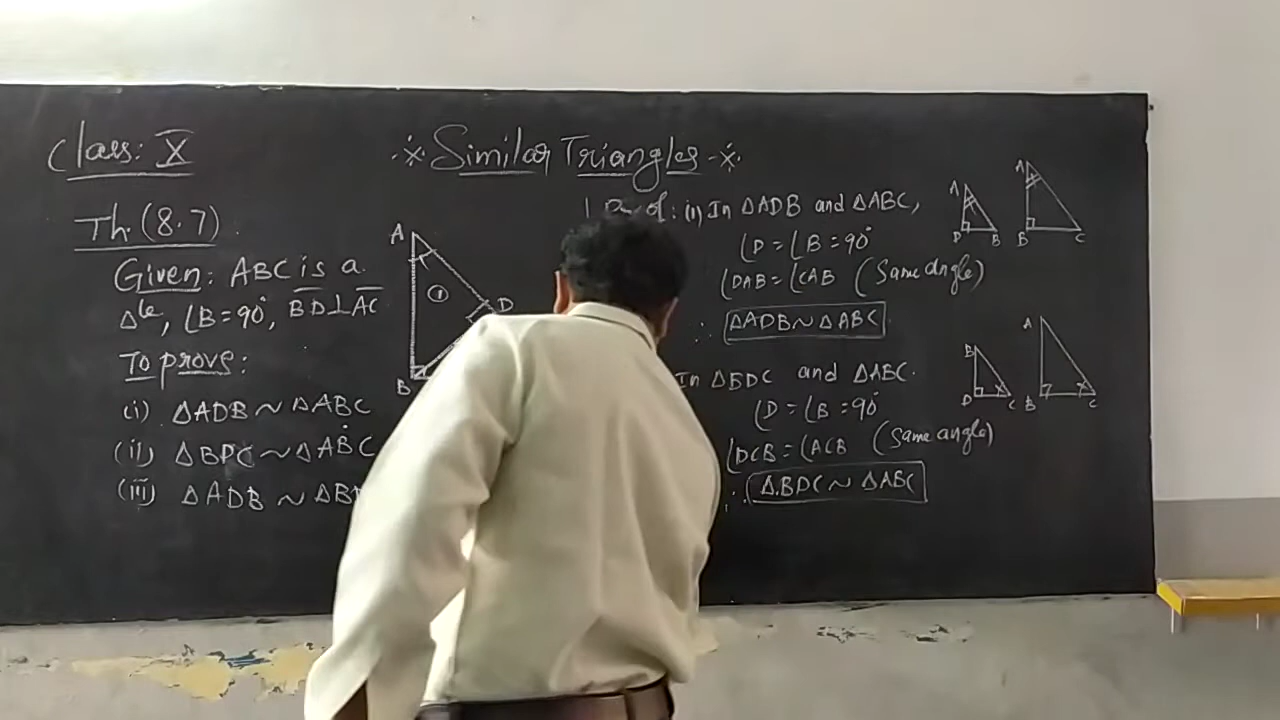 Class: X
·※ Similar Triangles ·※·
Th. (8.7)
Given: ABC is a
Δle, ∠B = 90°, BD⊥AC
To prove:
(i) ΔADB ~ ΔABC
(ii) ΔBDC ~ ΔABC
(iii) ΔADB ~
A
①
D
B
(i) In ΔADB and ΔABC,
∠D = ∠B = 90°
∠DAB = ∠CAB (Same angle)
∴ ΔADB ~ ΔABC
In ΔBDC and ΔABC.
∠D = ∠B = 90°
∠DCB = ∠ACB (Same angle)
∴ ΔBDC ~ ΔABC
A
D B
A
B C
B
D C
A
B C